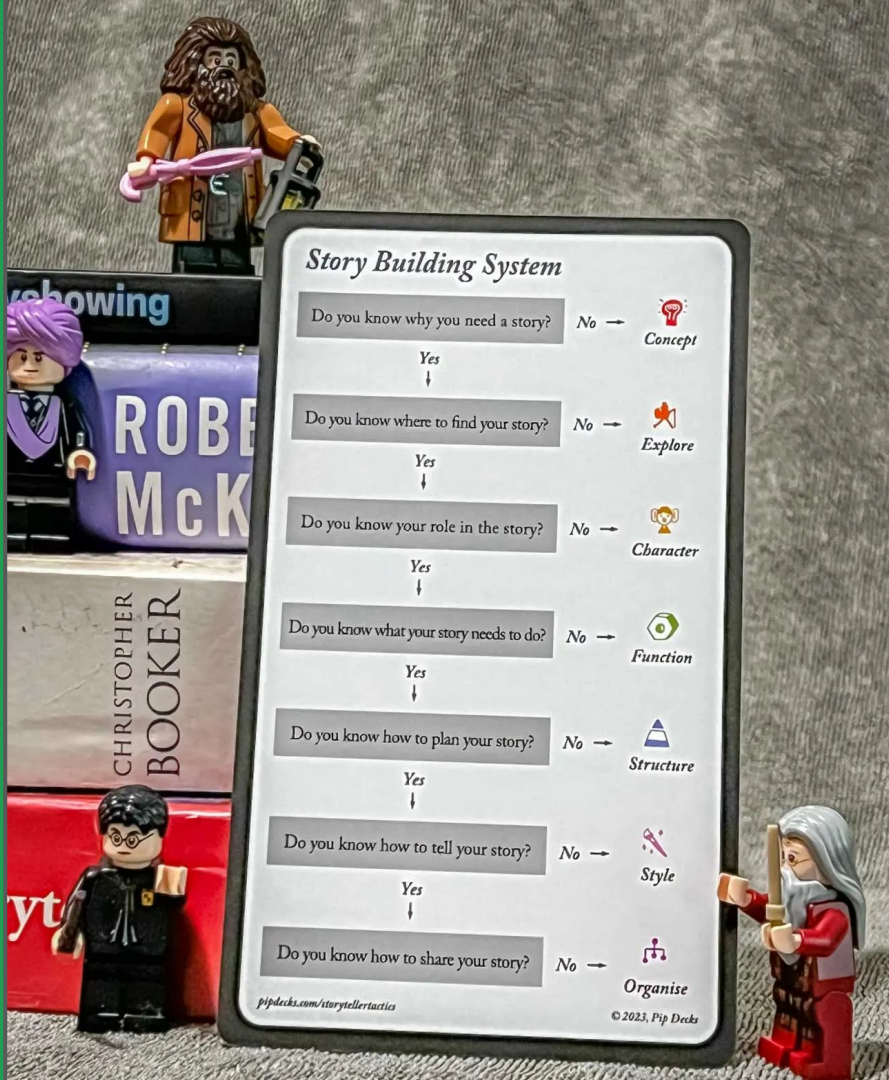 Story Building System
Do you know why you need a story? No → Concept
Yes
↓
Do you know where to find your story? No → Explore
Yes
↓
Do you know your role in the story? No → Character
Yes
↓
Do you know what your story needs to do? No → Function
Yes
↓
Do you know how to plan your story? No → Structure
Yes
↓
Do you know how to tell your story? No → Style
Yes
↓
Do you know how to share your story? No → Organise
pipdecks.com/storytellertactics
© 2023, Pip Decks
ROBE
McK
CHRISTOPHER
BOOKER